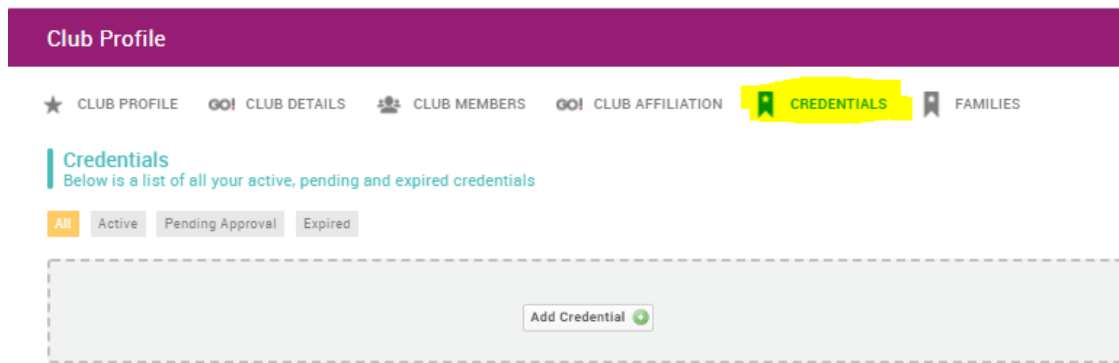 Club Profile
CLUB PROFILE GO! CLUB DETAILS CLUB MEMBERS GO! CLUB AFFILIATION CREDENTIALS FAMILIES
Credentials
Below is a list of all your active, pending and expired credentials
All Active Pending Approval Expired
Add Credential